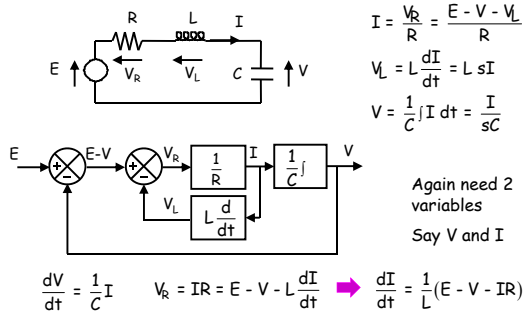 R L I
E V_R V_L C V
I = V_R/R = (E - V - V_L)/R
V_L = L dI/dt = L sI
V = 1/C ∫I dt = I/sC
E + − E-V + − V_R 1/R I 1/C ∫ V
V_L L d/dt
Again need 2
variables
Say V and I
dV/dt = 1/C I V_R = IR = E - V - L dI/dt ➡ dI/dt = 1/L (E - V - IR)